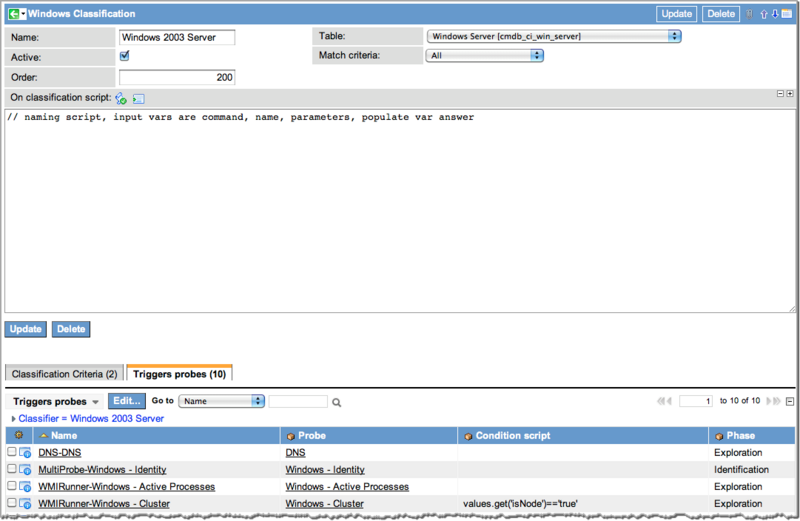 Windows Classification Update Delete
Name: Windows 2003 Server Table: Windows Server [cmdb_ci_win_server]
Active: Match criteria: All
Order: 200
On classification script:
// naming script, input vars are command, name, parameters, populate var answer
Update Delete
Classification Criteria (2) Triggers probes (10)
Triggers probes Edit... Go to Name 1 to 10 of 10
Classifier = Windows 2003 Server
Name Probe Condition script Phase
DNS-DNS DNS Exploration
MultiProbe-Windows - Identity Windows - Identity Identification
WMIRunner-Windows - Active Processes Windows - Active Processes Exploration
WMIRunner-Windows - Cluster Windows - Cluster values.get('isNode')=='true' Exploration